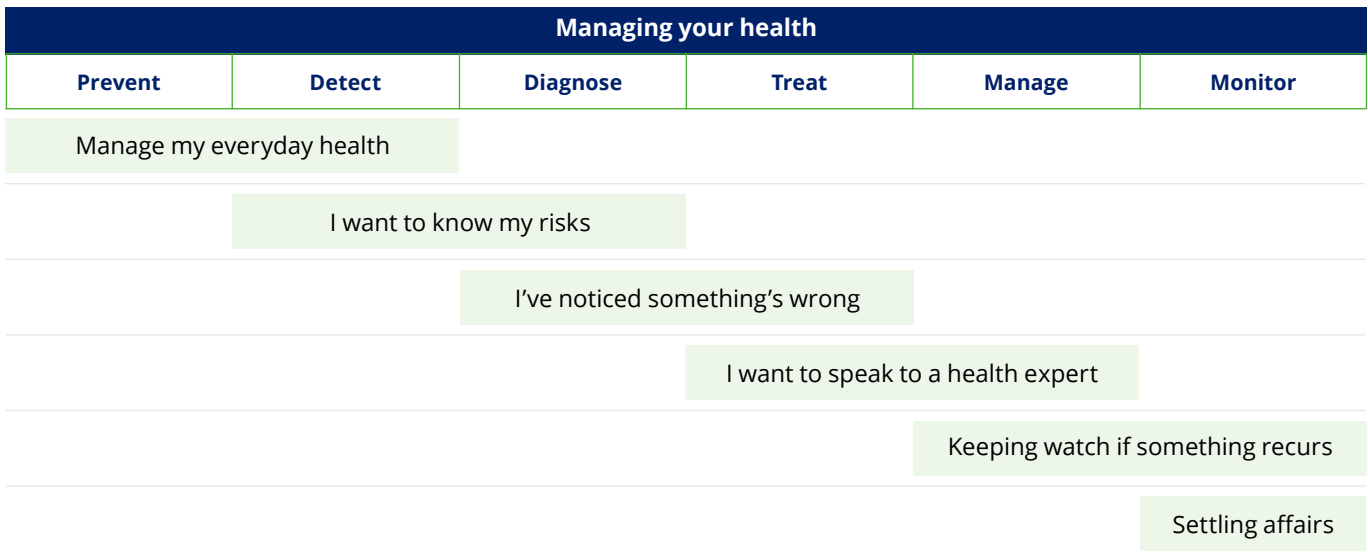 Managing your health
Prevent Detect Diagnose Treat Manage Monitor
Manage my everyday health
I want to know my risks
I’ve noticed something’s wrong
I want to speak to a health expert
Keeping watch if something recurs
Settling affairs